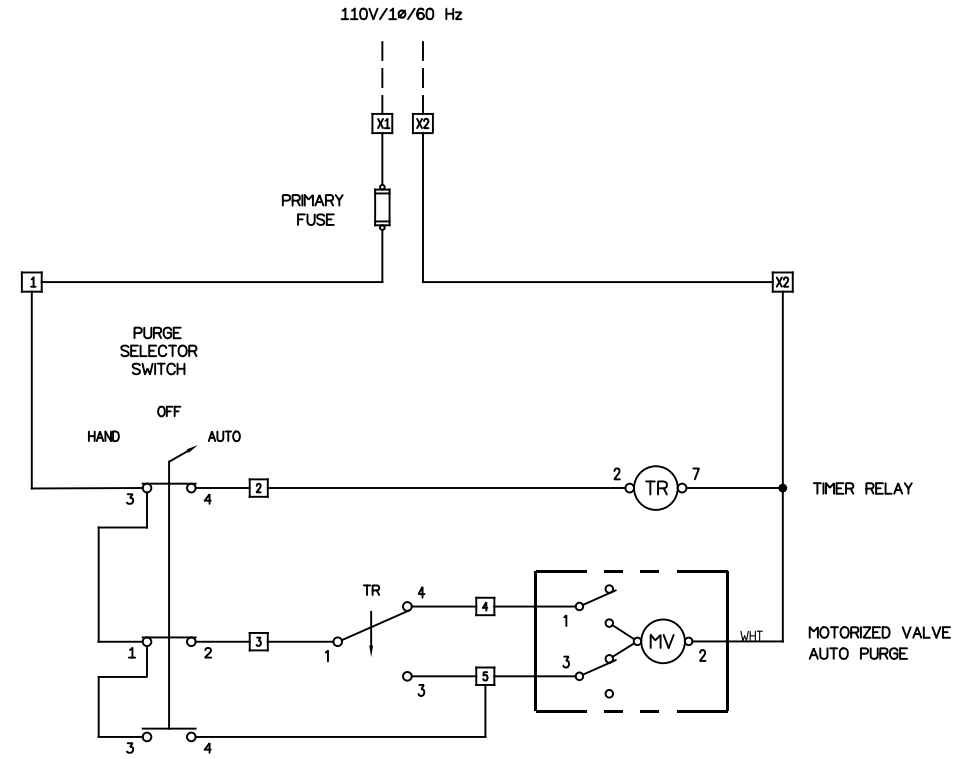 110V/1ø/60 Hz
X1 X2
PRIMARY
FUSE
1
X2
PURGE
SELECTOR
SWITCH
OFF
HAND
AUTO
3
4
2
2
TR
7
TIMER RELAY
TR
4
4
1
1
2
3
1
3
MV
2
WHT
MOTORIZED VALVE
AUTO PURGE
3
5
3
4